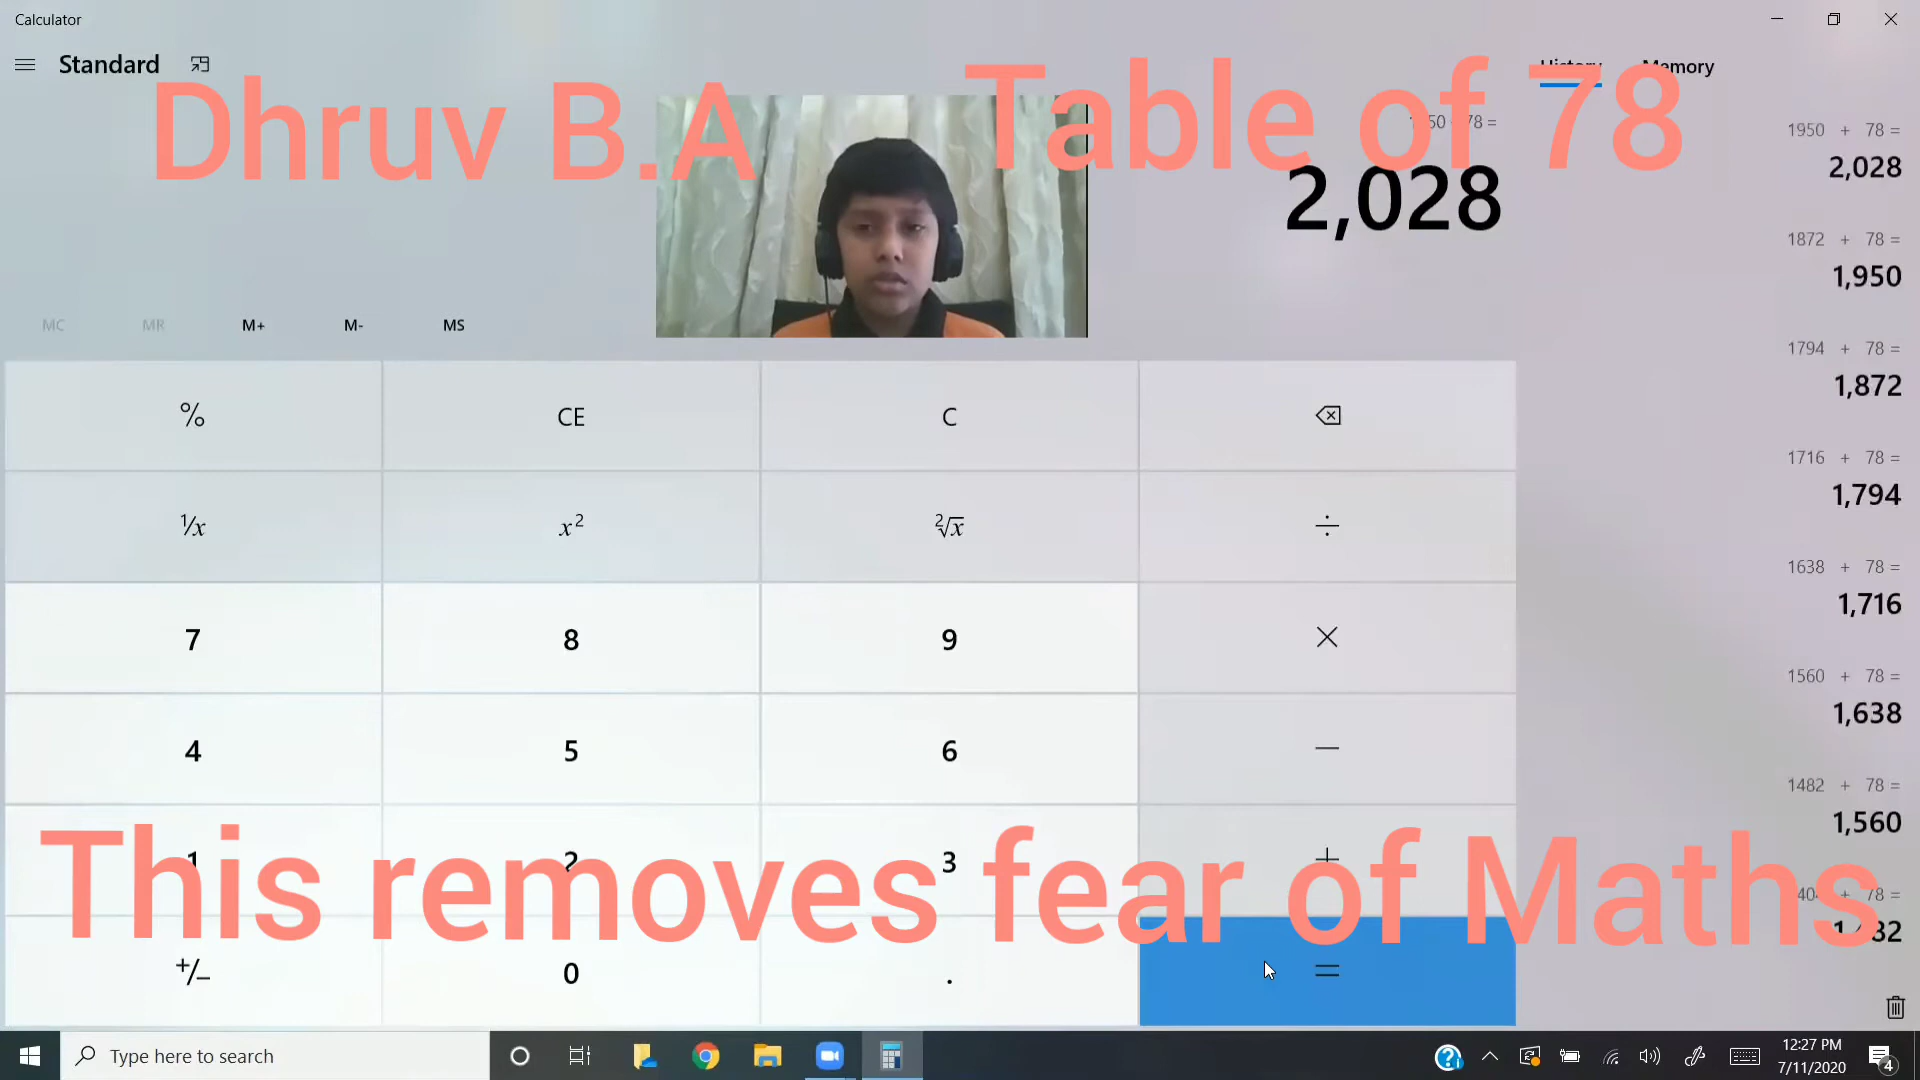 Calculator
Standard
History
Memory
Dhruv B.A
Table of 78
78 =
2,028
1950 + 78 =
2,028
1872 + 78 =
1,950
1794 + 78 =
1,872
1716 + 78 =
1,794
1638 + 78 =
1,716
1560 + 78 =
1,638
1482 + 78 =
1,560
78 =
MC MR M+ M- MS
% CE C
1/x x² ²√x ÷
7 8 9 ×
4 5 6 −
1 2 3 +
This removes fear of Maths
+/− 0 . =
Type here to search
12:27 PM
7/11/2020
4